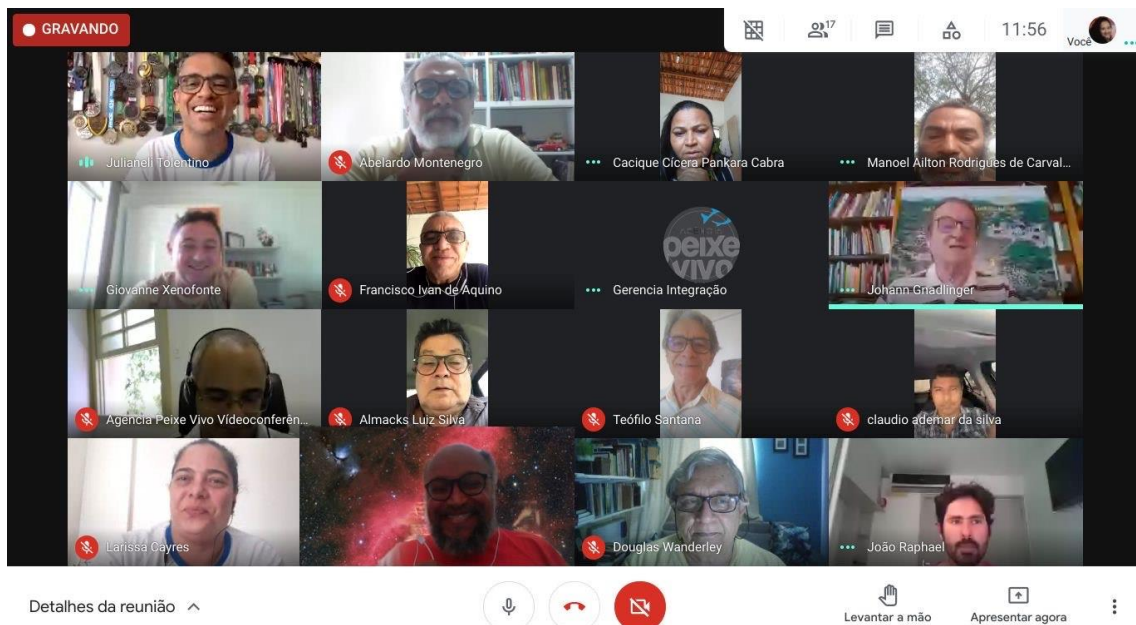 GRAVANDO
17
11:56
Você
Julianeli Tolentino
Abelardo Montenegro
Cacique Cícera Pankara Cabra
Manoel Ailton Rodrigues de Carval...
Giovanne Xenofonte
Francisco Ivan de Aquino
peixe
vivo
Gerencia Integração
Johann Gnadlinger
Agencia Peixe Vivo Vídeoconferên...
Almacks Luiz Silva
Teófilo Santana
claudio ademar da silva
Larissa Cayres
Douglas Wanderley
João Raphael
Detalhes da reunião
Levantar a mão
Apresentar agora